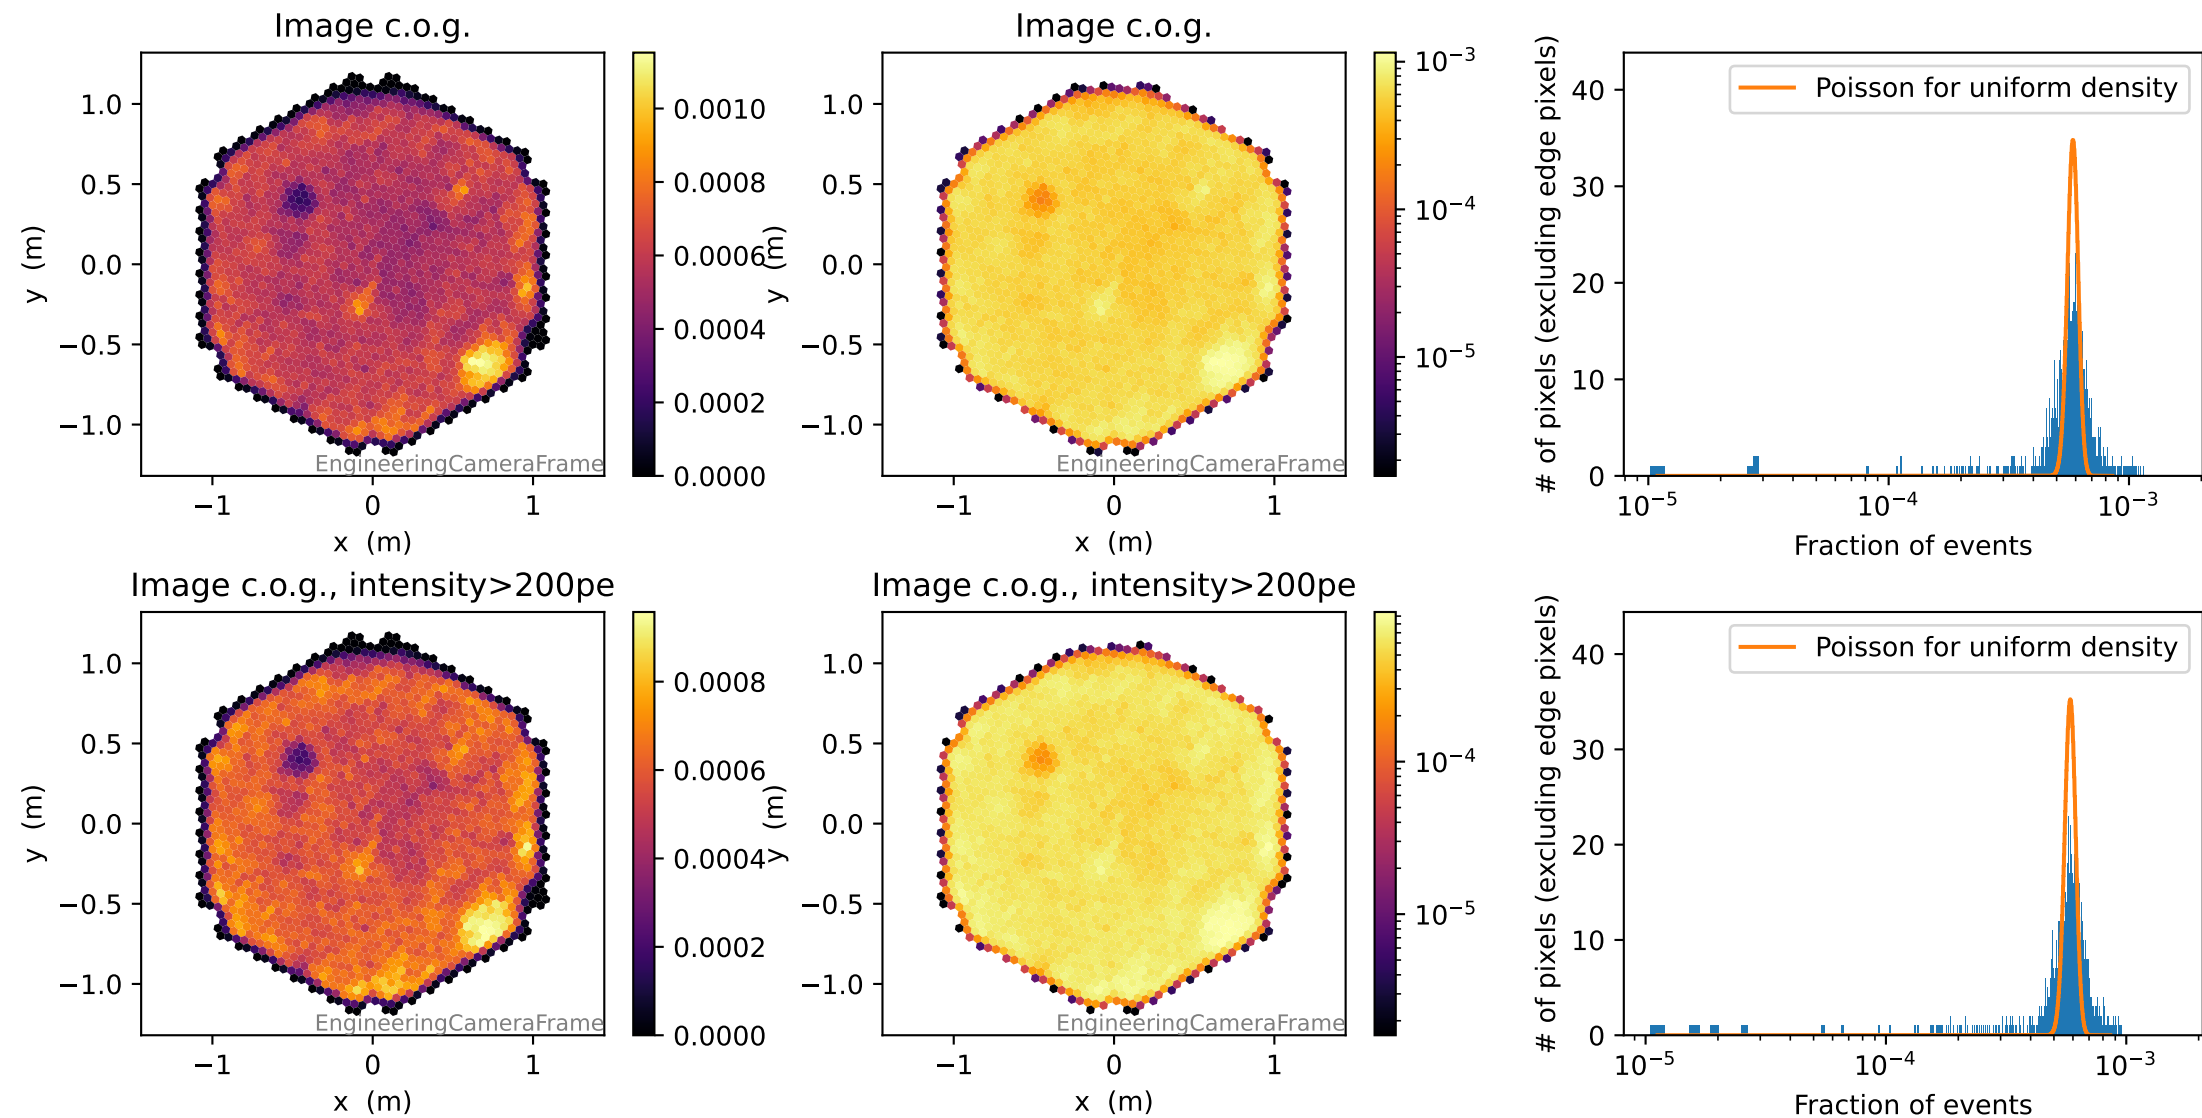 Image c.o.g.
1.0
0.5
0.0
−0.5
−1.0
y (m)
−1
0
1
x (m)
EngineeringCameraFrame
0.0010
0.0008
0.0006
0.0004
0.0002
0.0000
Image c.o.g.
1.0
0.5
0.0
−0.5
−1.0
y (m)
−1
0
1
x (m)
EngineeringCameraFrame
10−3
10−4
10−5
Poisson for uniform density
# of pixels (excluding edge pixels)
40
30
20
10
0
10−5
10−4
10−3
Fraction of events
Image c.o.g., intensity>200pe
1.0
0.5
0.0
−0.5
−1.0
y (m)
−1
0
1
x (m)
EngineeringCameraFrame
0.0008
0.0006
0.0004
0.0002
0.0000
Image c.o.g., intensity>200pe
1.0
0.5
0.0
−0.5
−1.0
y (m)
−1
0
1
x (m)
EngineeringCameraFrame
10−4
10−5
Poisson for uniform density
# of pixels (excluding edge pixels)
40
30
20
10
0
10−5
10−4
10−3
Fraction of events